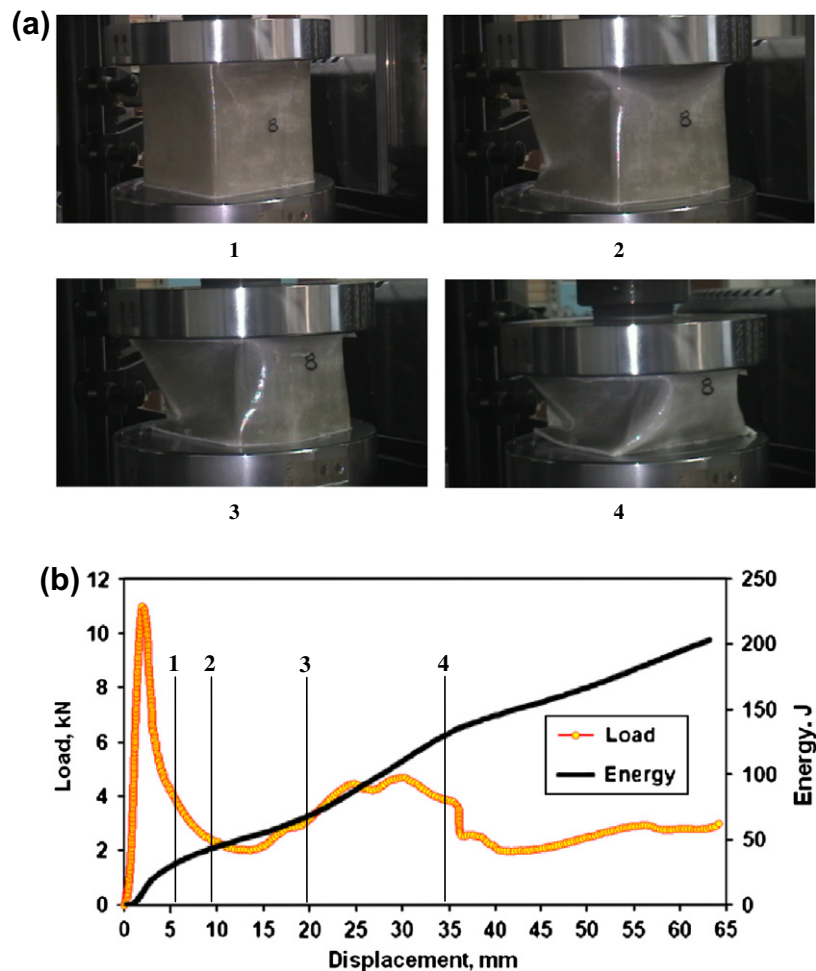 (a)
8
8
1 2
8
8
3 4
(b)
12 250
10 200
8 150
6 100
4 50
2 0
0
1 2 3 4
Load
Energy
Load, kN
Energy. J
0 5 10 15 20 25 30 35 40 45 50 55 60 65
Displacement, mm